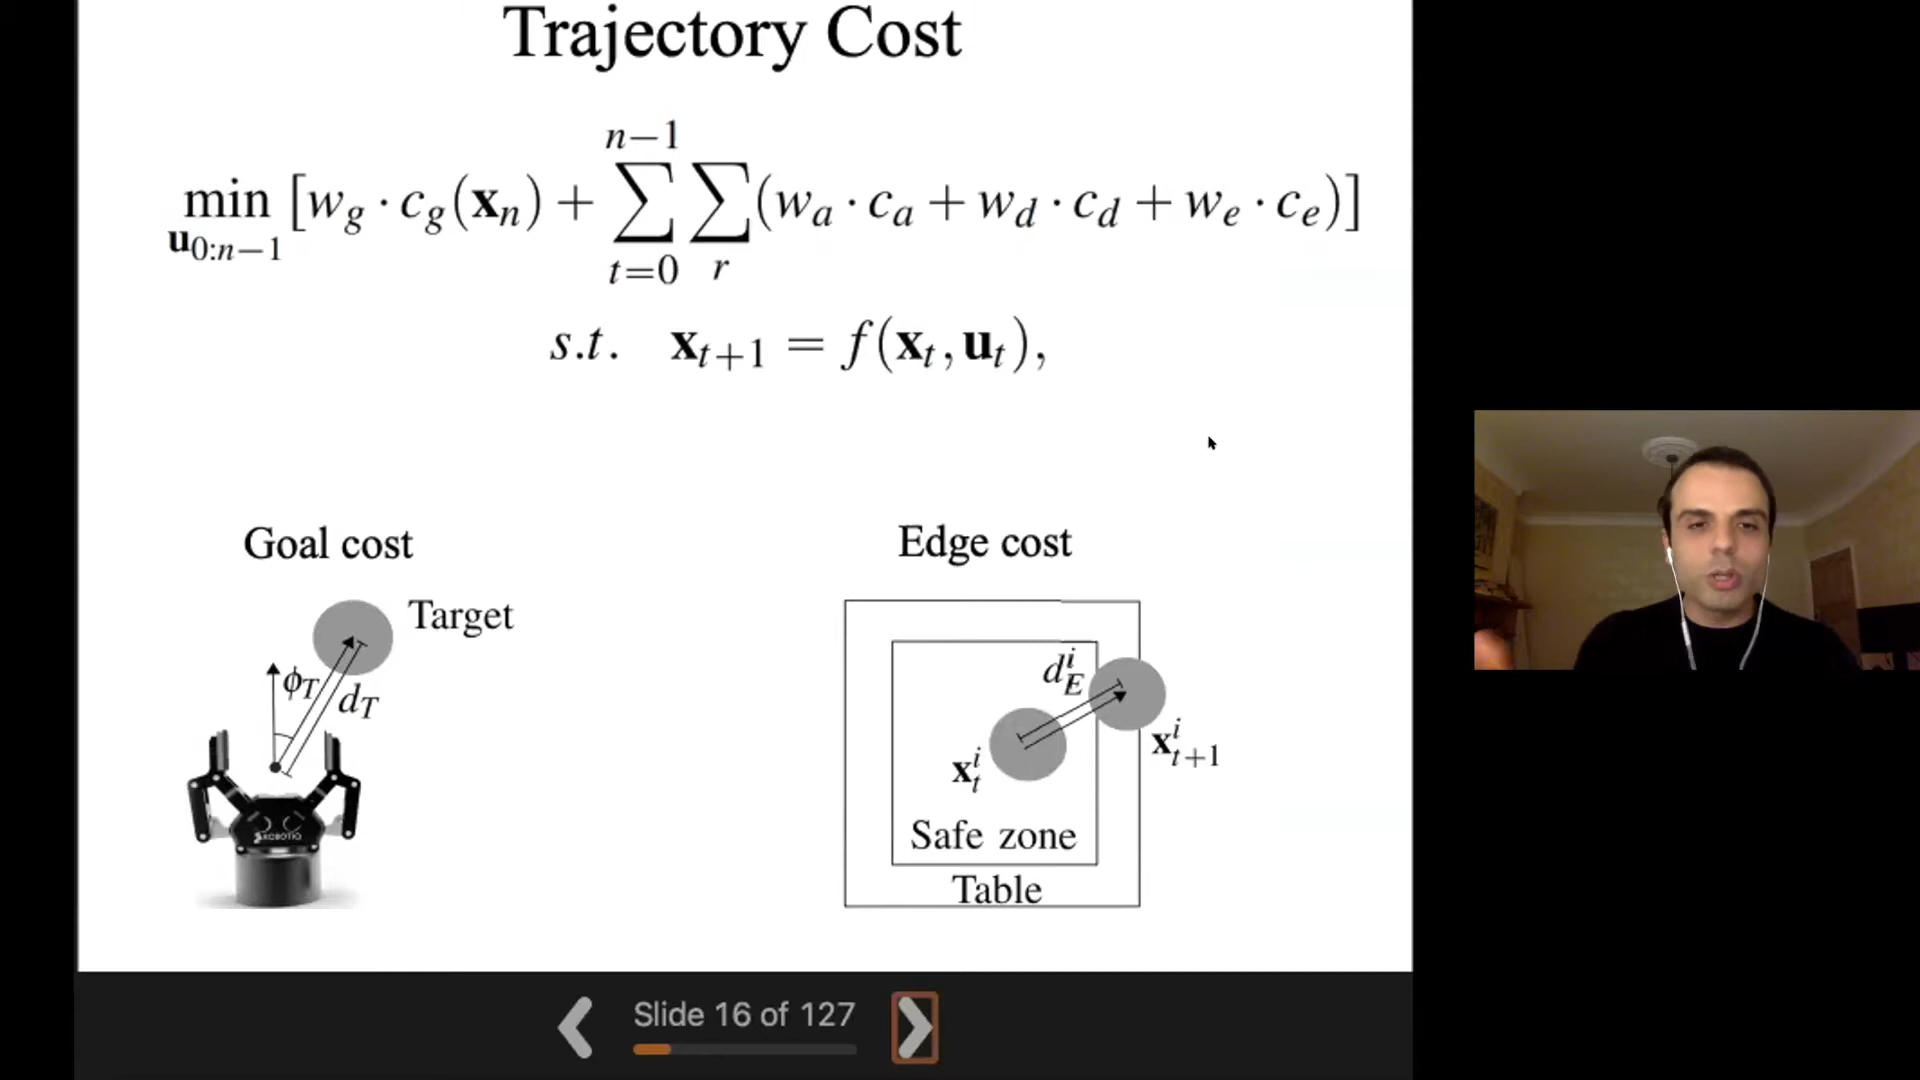 Trajectory Cost
n−1
min [w_g · c_g(x_n) + ∑ ∑ (w_a · c_a + w_d · c_d + w_e · c_e)]
u_{0:n−1}
t=0 r
s.t. x_{t+1} = f(x_t, u_t),
Goal cost
Target
ϕ_T
d_T
ROBOTIQ
Edge cost
d_E^i
x_t^i
x_{t+1}^i
Safe zone
Table
Slide 16 of 127